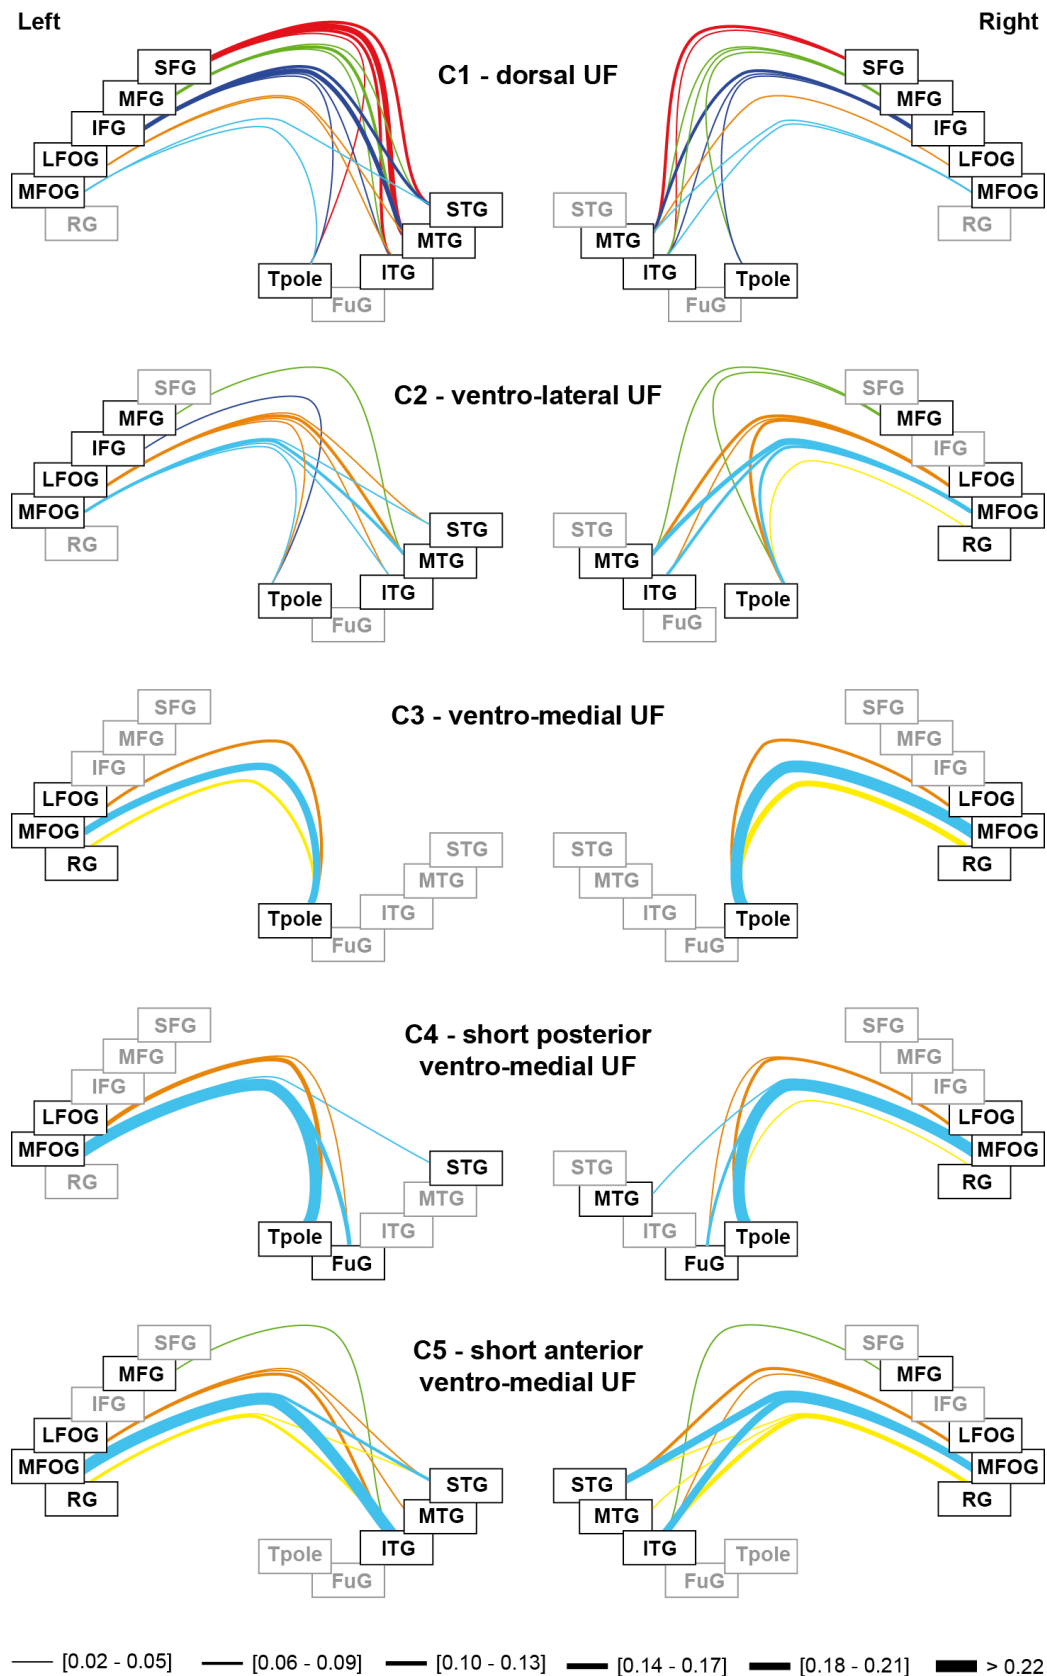 Left
Right
C1 - dorsal UF
SFG
MFG
IFG
LFOG
MFOG
RG
STG
MTG
ITG
Tpole
FuG
SFG
MFG
IFG
LFOG
MFOG
RG
STG
MTG
ITG
FuG
Tpole
C2 - ventro-lateral UF
SFG
MFG
IFG
LFOG
MFOG
RG
STG
MTG
ITG
Tpole
FuG
SFG
MFG
IFG
LFOG
MFOG
RG
STG
MTG
ITG
FuG
Tpole
C3 - ventro-medial UF
SFG
MFG
IFG
LFOG
MFOG
RG
STG
MTG
ITG
Tpole
FuG
SFG
MFG
IFG
LFOG
MFOG
RG
STG
MTG
ITG
FuG
Tpole
C4 - short posterior
ventro-medial UF
SFG
MFG
IFG
LFOG
MFOG
RG
STG
MTG
ITG
Tpole
FuG
SFG
MFG
IFG
LFOG
MFOG
RG
STG
MTG
ITG
FuG
Tpole
C5 - short anterior
ventro-medial UF
SFG
MFG
IFG
LFOG
MFOG
RG
STG
MTG
ITG
Tpole
FuG
SFG
MFG
IFG
LFOG
MFOG
RG
STG
MTG
ITG
FuG
Tpole
[0.02 - 0.05] [0.06 - 0.09] [0.10 - 0.13] [0.14 - 0.17] [0.18 - 0.21] > 0.22